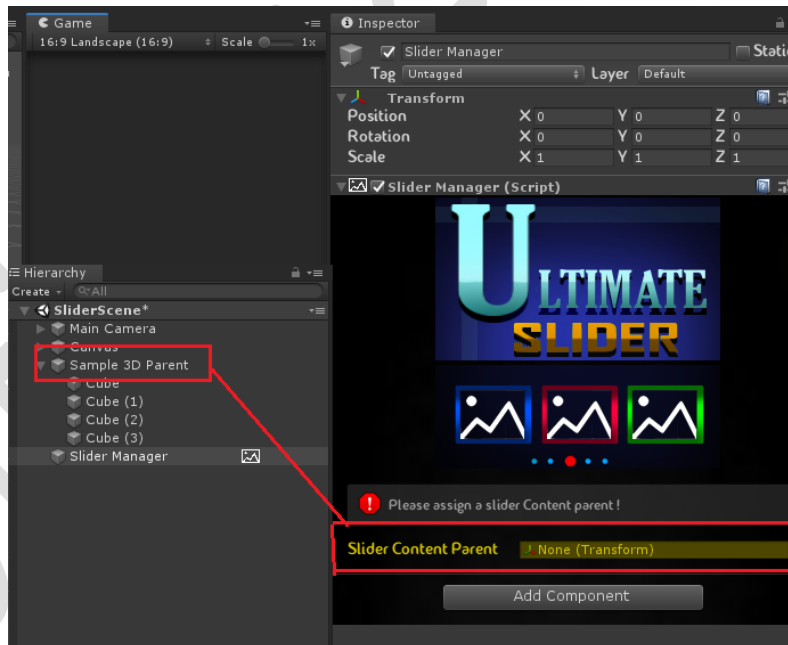 Game
16:9 Landscape (16:9) Scale 1x
Inspector
Slider Manager Stati
Tag Untagged Layer Default
Transform
Position X 0 Y 0 Z 0
Rotation X 0 Y 0 Z 0
Scale X 1 Y 1 Z 1
Slider Manager (Script)
ULTIMATE
SLIDER
Hierarchy
Create All
SliderScene*
Main Camera
Canvas
Sample 3D Parent
Cube
Cube (1)
Cube (2)
Cube (3)
Slider Manager
Please assign a slider Content parent !
Slider Content Parent None (Transform)
Add Component